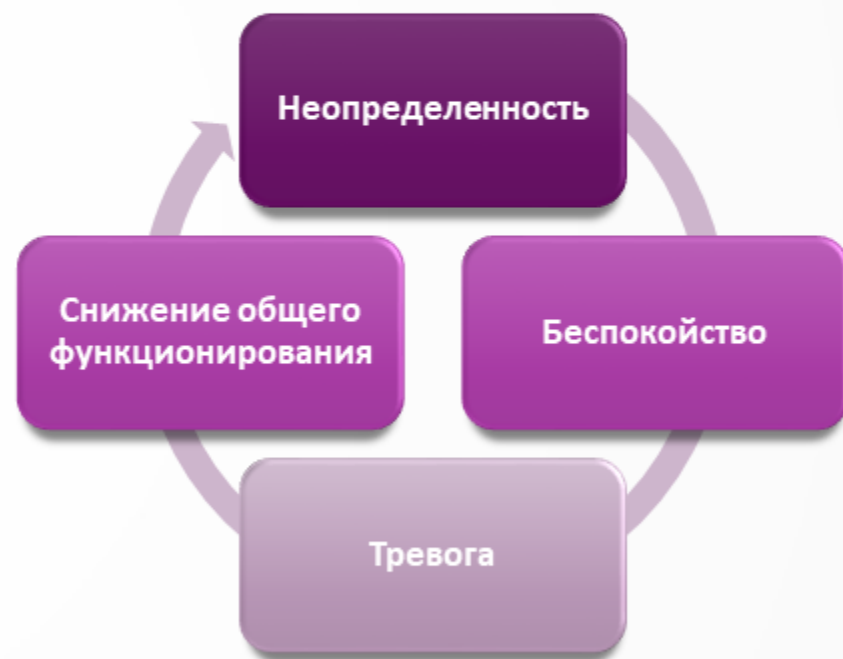 Неопределенность
Снижение общего
функционирования
Беспокойство
Тревога